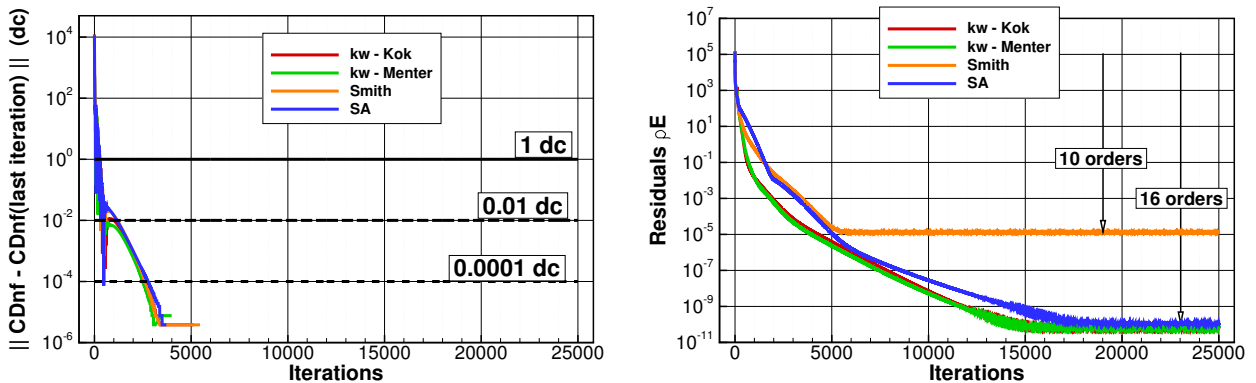 || CDnf - CDnf(last iteration) || (dc)
10^4
10^2
10^0
10^-2
10^-4
10^-6
kw - Kok
kw - Menter
Smith
SA
1 dc
0.01 dc
0.0001 dc
0 5000 10000 15000 20000 25000
Iterations
Residuals ρE
10^7
10^5
10^3
10^1
10^-1
10^-3
10^-5
10^-7
10^-9
10^-11
kw - Kok
kw - Menter
Smith
SA
10 orders
16 orders
0 5000 10000 15000 20000 25000
Iterations